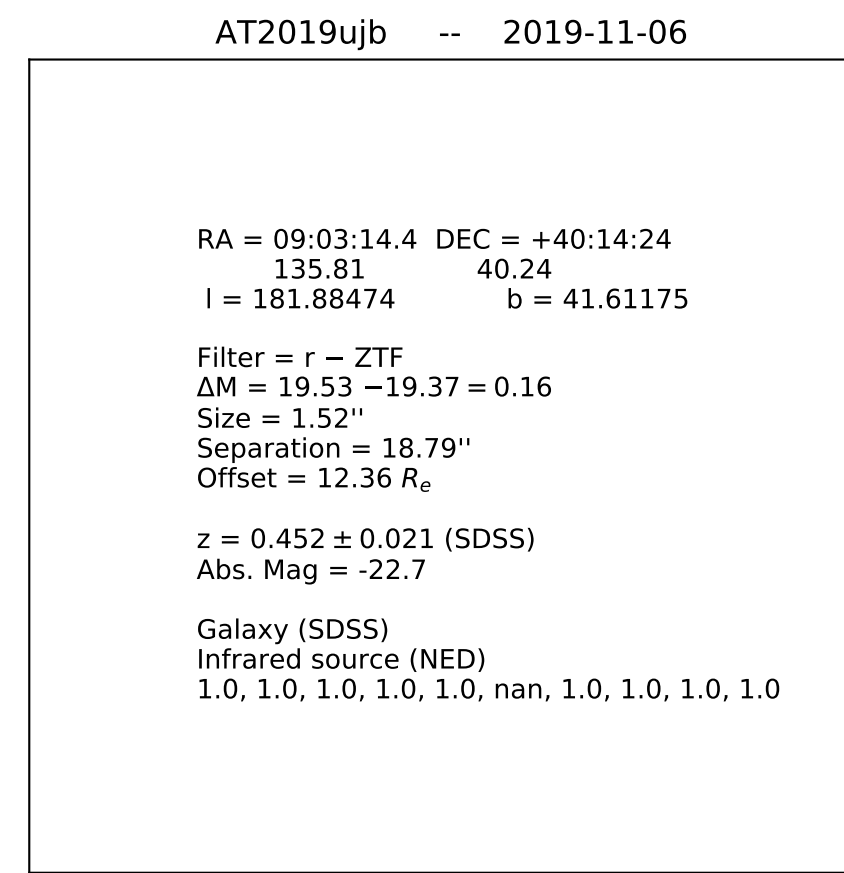 AT2019ujb -- 2019-11-06
RA = 09:03:14.4 DEC = +40:14:24
135.81 40.24
l = 181.88474 b = 41.61175
Filter = r − ZTF
ΔM = 19.53 −19.37 = 0.16
Size = 1.52''
Separation = 18.79''
Offset = 12.36 Rₑ
z = 0.452 ± 0.021 (SDSS)
Abs. Mag = -22.7
Galaxy (SDSS)
Infrared source (NED)
1.0, 1.0, 1.0, 1.0, 1.0, nan, 1.0, 1.0, 1.0, 1.0